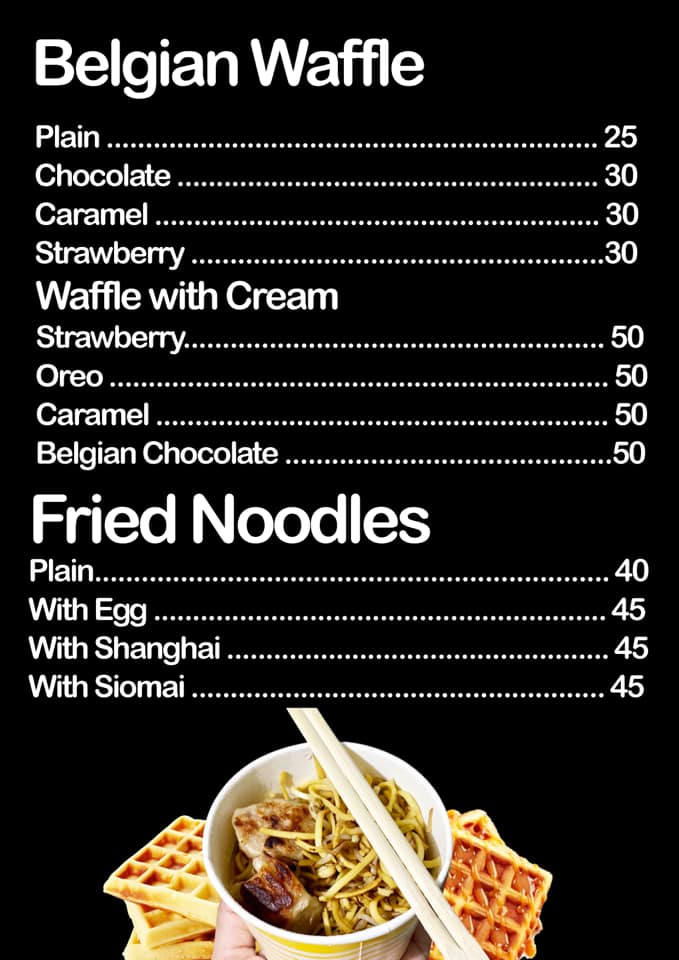 Belgian Waffle
Plain ................................................................ 25
Chocolate ....................................................... 30
Caramel .......................................................... 30
Strawberry ......................................................30
Waffle with Cream
Strawberry....................................................... 50
Oreo ................................................................. 50
Caramel ........................................................... 50
Belgian Chocolate ...........................................50
Fried Noodles
Plain................................................................... 40
With Egg ........................................................... 45
With Shanghai .................................................. 45
With Siomai ...................................................... 45